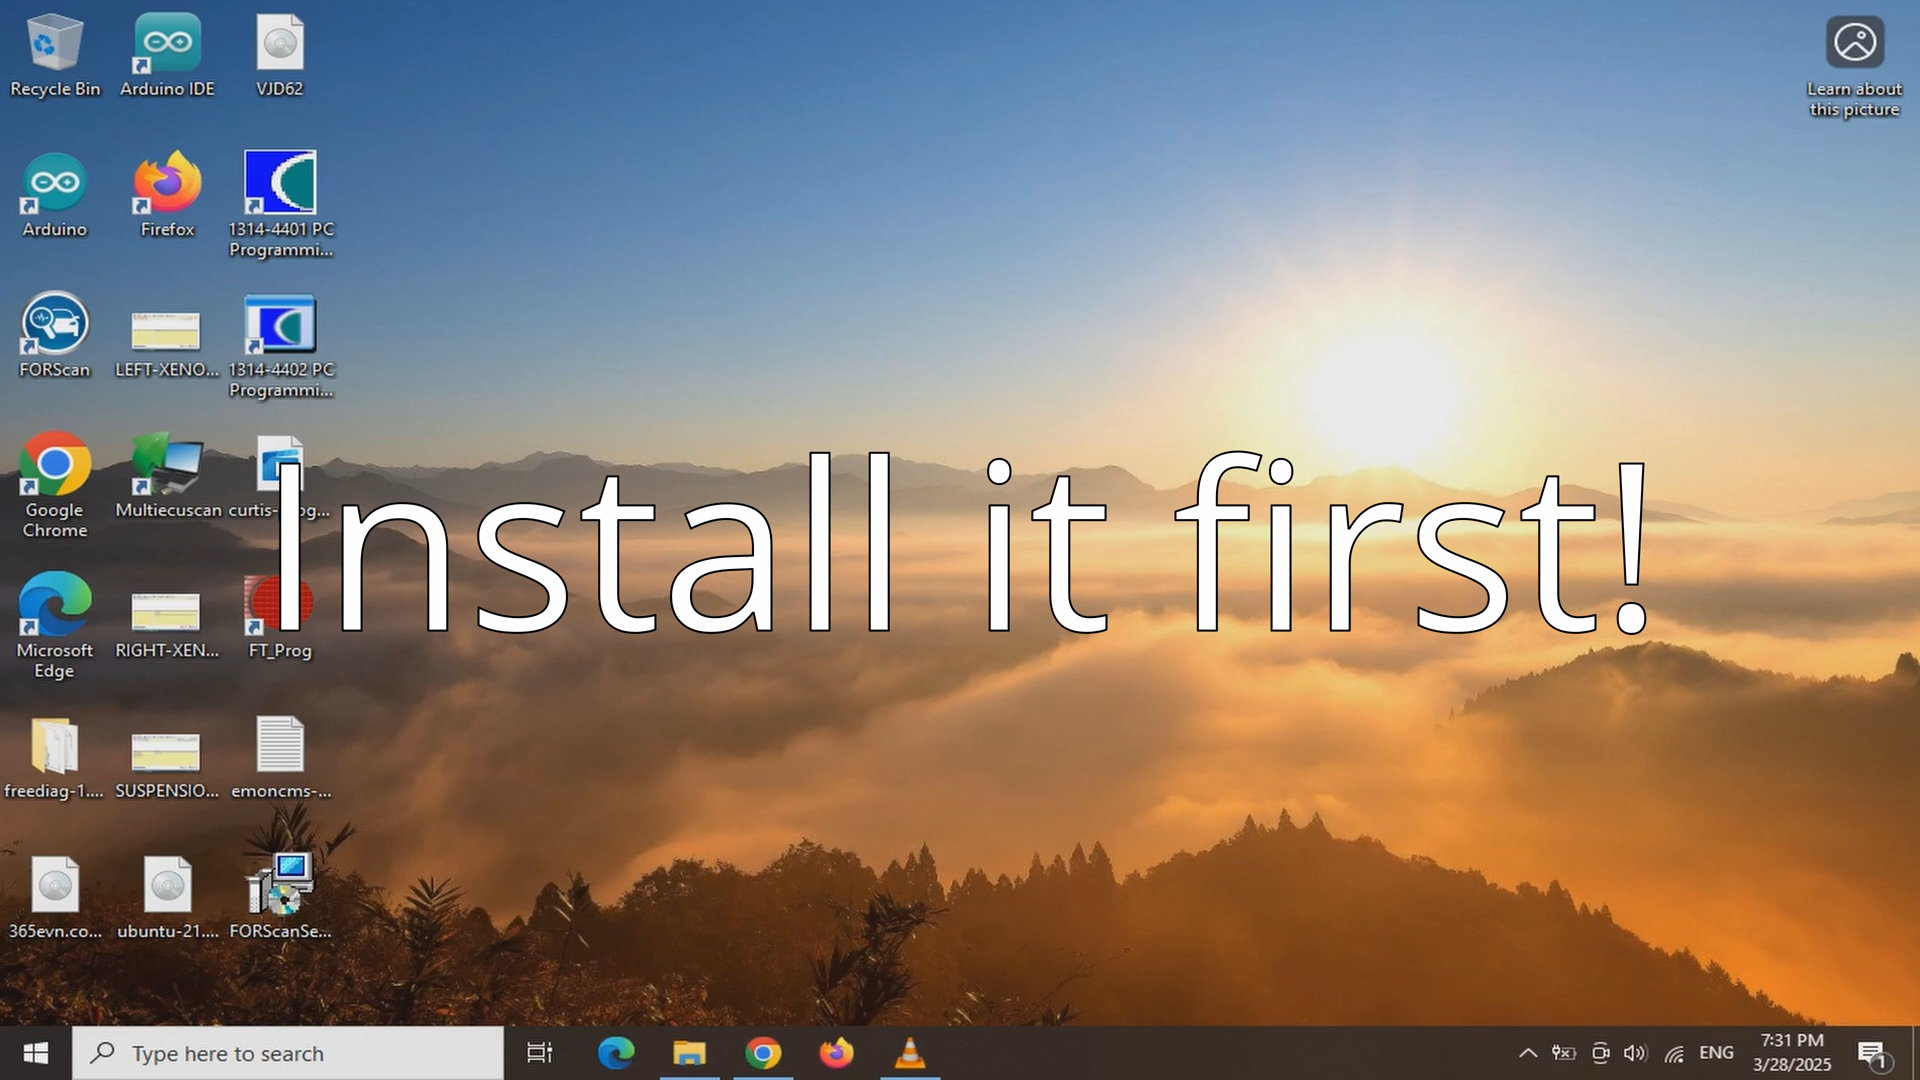 Recycle Bin
Arduino IDE
VJD62
Learn about
this picture
Arduino
Firefox
1314-4401 PC
Programmi...
FORScan
LEFT-XENO...
1314-4402 PC
Programmi...
Google
Chrome
Multiecuscan
Install it first!
Microsoft
Edge
RIGHT-XEN...
FT_Prog
freediag-1....
SUSPENSIO...
emoncms-...
365evn.co...
ubuntu-21....
FORScanSe...
Type here to search
ENG
7:31 PM
3/28/2025
1